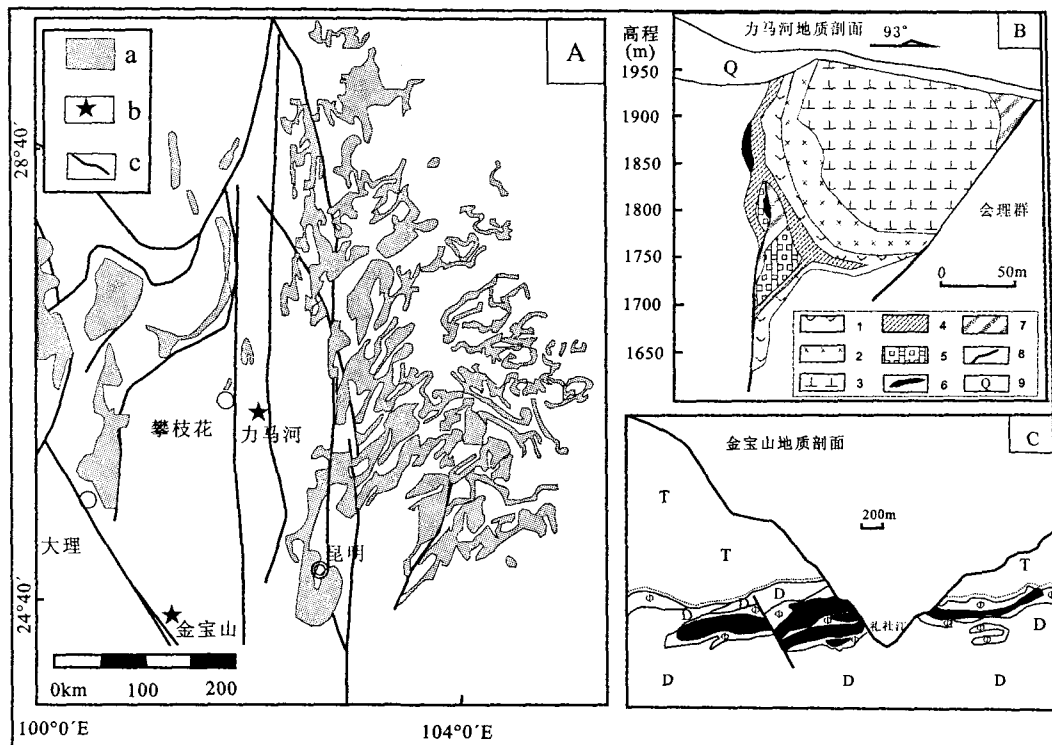 A
a
b
c
28°40′
24°40′
攀枝花
力马河
大理
昆明
金宝山
0km 100 200
100°0′E
104°0′E
B
力马河地质剖面
93°
高程
(m)
1950
1900
1850
1800
1750
1700
1650
Q
会理群
0 50m
1 4 7
2 5 8
3 6 Q 9
C
金宝山地质剖面
200m
T
T
T
D
D
D
D
礼社江
D
D
D
Φ
Φ
Φ
Φ
Φ
Φ
Φ
Φ